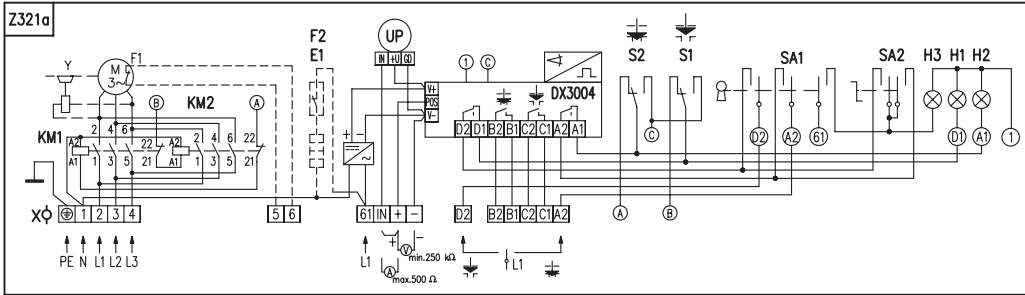 Z321a
F2
E1
UP
IN +U GD
S2 S1
SA1
SA2 H3 H1 H2
F1
Y
M
3~
B KM2 A
1 C
V+
POS
V-
DX3004
D2 D1 B2 B1 C2 C1 A2 A1
KM1
2 4 6
A2
A1
22
21
A2
A1
2 4 6 22
1 3 5
1 3 5 21
+ -
~
C
D2 A2 61
D1 A1 1
A B
X
1 2 3 4
5 6
61 IN + -
D2 B2 B1 C2 C1 A2
PE N L1 L2 L3
L1
+ -
V min.250 kΩ
A max.500 Ω
L1